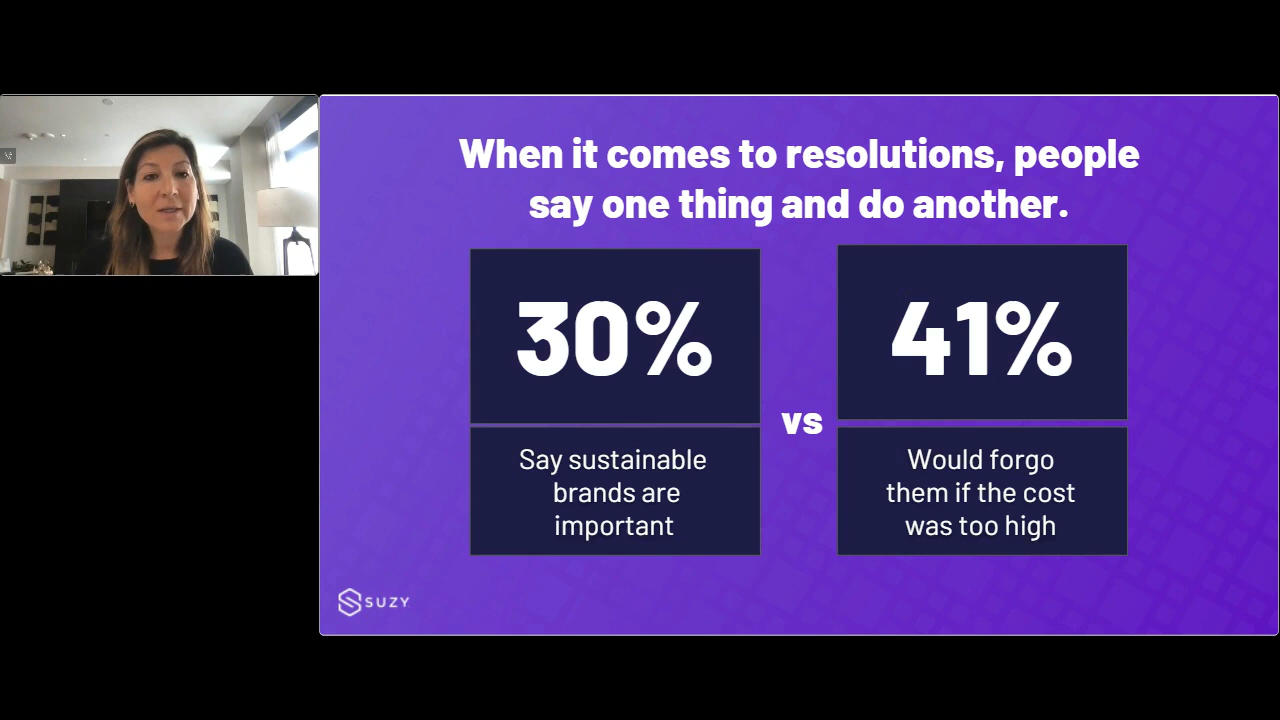 When it comes to resolutions, people
say one thing and do another.
30%
41%
vs
Say sustainable
brands are
important
Would forgo
them if the cost
was too high
SUZY